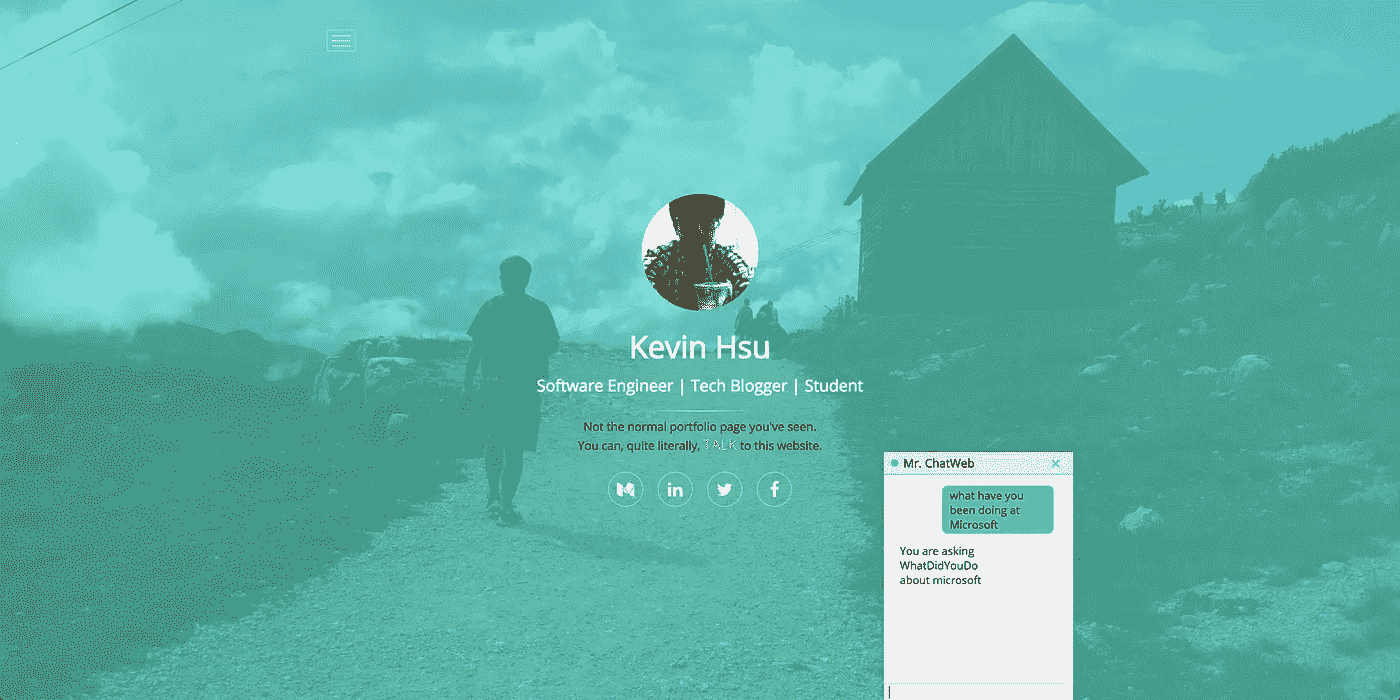 Kevin Hsu
Software Engineer | Tech Blogger | Student
Not the normal portfolio page you've seen.
You can, quite literally, TALK to this website.
Mr. ChatWeb
what have you
been doing at
Microsoft
You are asking
WhatDidYouDo
about microsoft